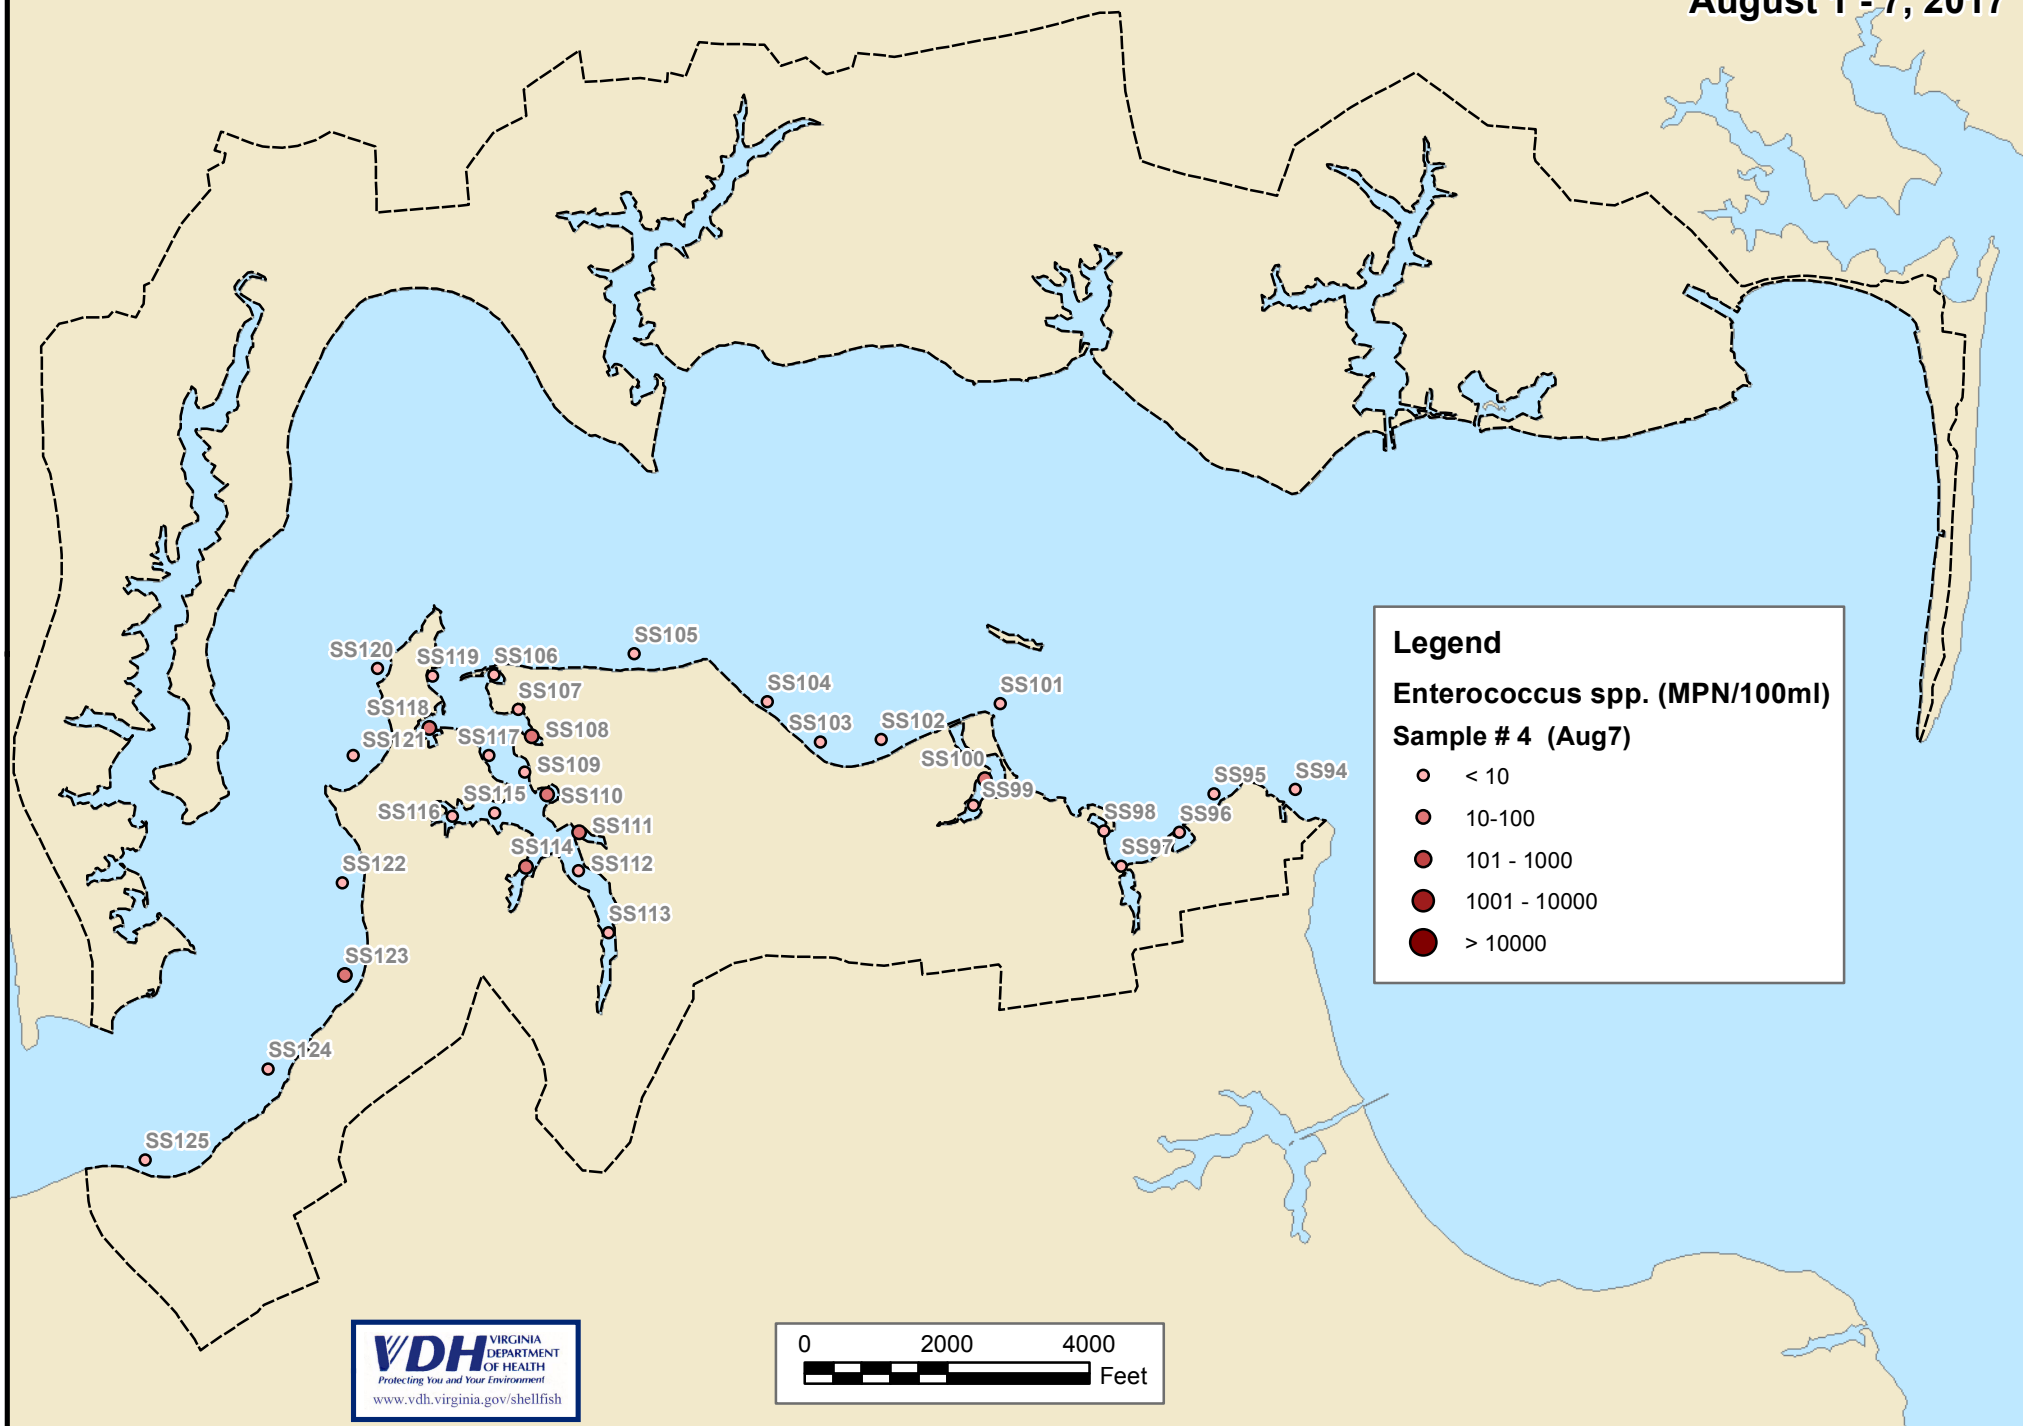 August 1 - 7, 2017
SS105
SS120
SS119
SS106
SS104
SS101
SS107
SS118
SS108
SS103
SS102
SS121
SS117
SS100
SS109
SS94
SS95
SS99
SS110
SS115
SS116
SS98
SS96
SS111
SS114
SS97
SS112
SS122
SS113
SS123
SS124
SS125
Legend
Enterococcus spp. (MPN/100ml)
Sample # 4 (Aug7)
< 10
10-100
101 - 1000
1001 - 10000
> 10000
VDH
VIRGINIA
DEPARTMENT
OF HEALTH
Protecting You and Your Environment
www.vdh.virginia.gov/shellfish
0 2000 4000
Feet